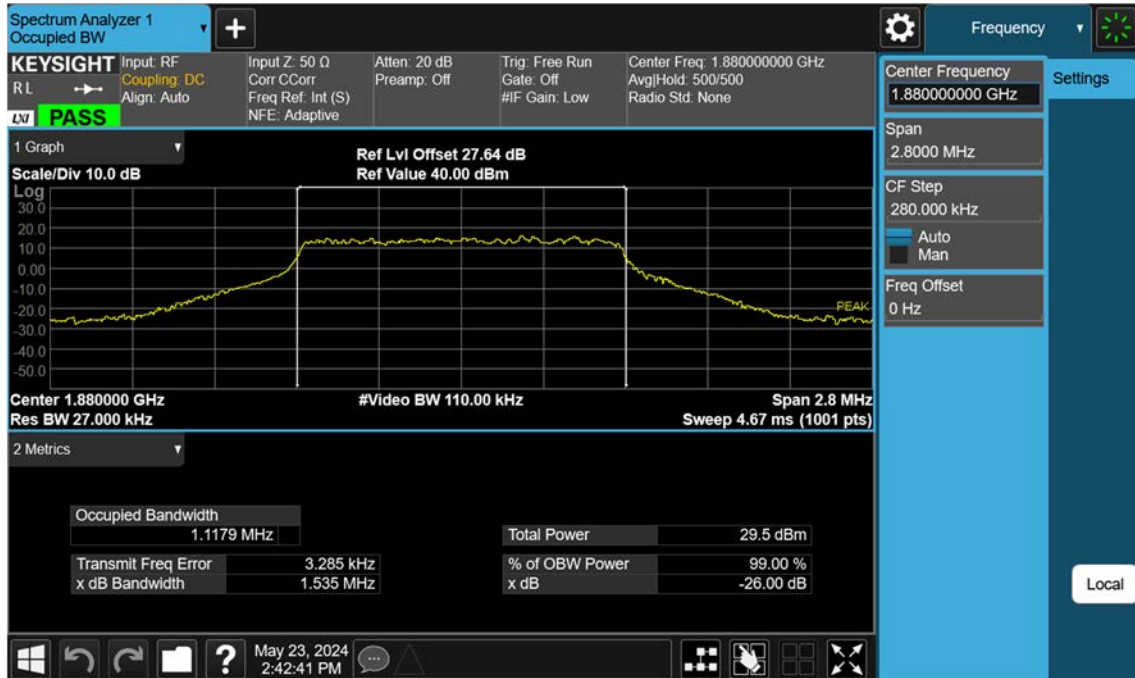 Spectrum Analyzer 1
Occupied BW
Frequency
KEYSIGHT
R L
LXI PASS
Input: RF
Coupling: DC
Align: Auto
Input Z: 50 Ω
Corr CCorr
Freq Ref: Int (S)
NFE: Adaptive
Atten: 20 dB
Preamp: Off
Trig: Free Run
Gate: Off
#IF Gain: Low
Center Freq: 1.880000000 GHz
Avg|Hold: 500/500
Radio Std: None
Center Frequency
1.880000000 GHz
Settings
Span
2.8000 MHz
CF Step
280.000 kHz
Auto
Man
Freq Offset
0 Hz
Local
1 Graph
Scale/Div 10.0 dB
Ref Lvl Offset 27.64 dB
Ref Value 40.00 dBm
Log
30.0
20.0
10.0
0.00
-10.0
-20.0
-30.0
-40.0
-50.0
PEAK
Center 1.880000 GHz
#Video BW 110.00 kHz
Span 2.8 MHz
Res BW 27.000 kHz
Sweep 4.67 ms (1001 pts)
2 Metrics
Occupied Bandwidth
1.1179 MHz
Total Power 29.5 dBm
Transmit Freq Error 3.285 kHz
% of OBW Power 99.00 %
x dB Bandwidth 1.535 MHz
x dB -26.00 dB
?
May 23, 2024
2:42:41 PM